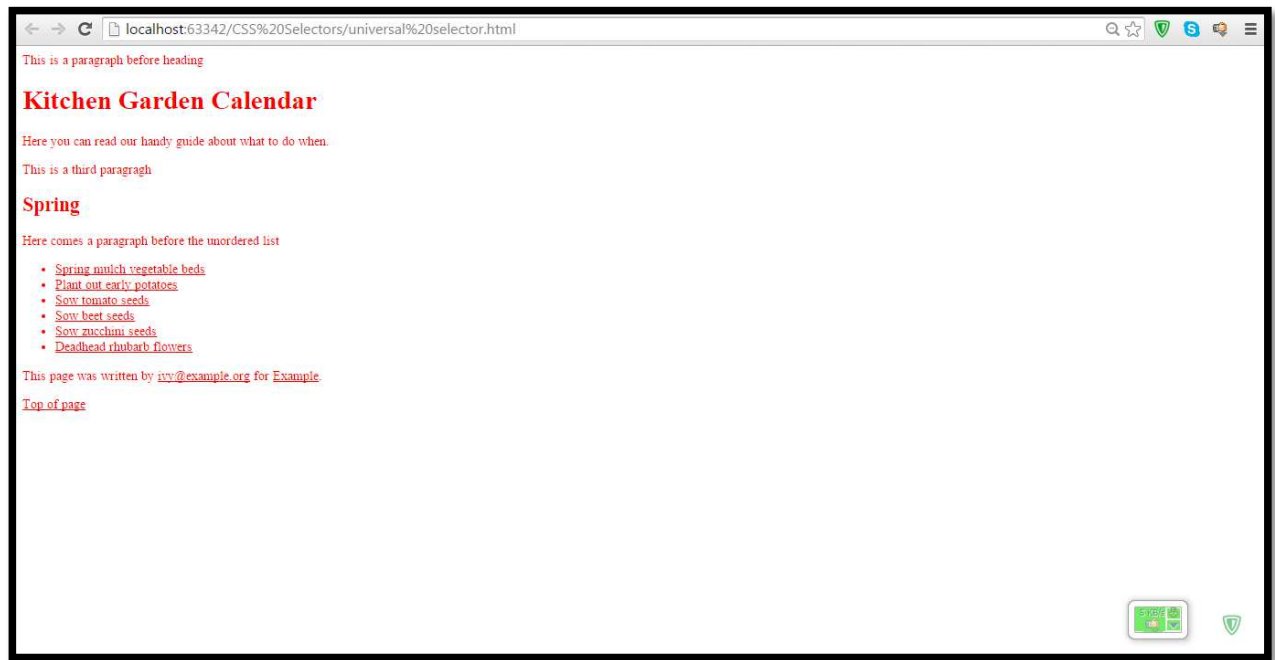 localhost:63342/CSS%20Selectors/universal%20selector.html
This is a paragraph before heading
Kitchen Garden Calendar
Here you can read our handy guide about what to do when.
This is a third paragragh
Spring
Here comes a paragraph before the unordered list
• Spring mulch vegetable beds
• Plant out early potatoes
• Sow tomato seeds
• Sow beet seeds
• Sow zucchini seeds
• Deadhead rhubarb flowers
This page was written by ivy@example.org for Example.
Top of page